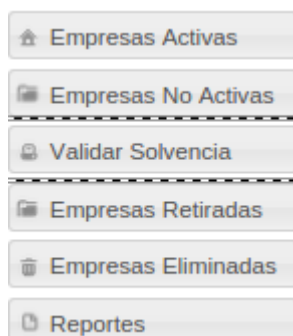 Empresas Activas
Empresas No Activas
Validar Solvencia
Empresas Retiradas
Empresas Eliminadas
Reportes